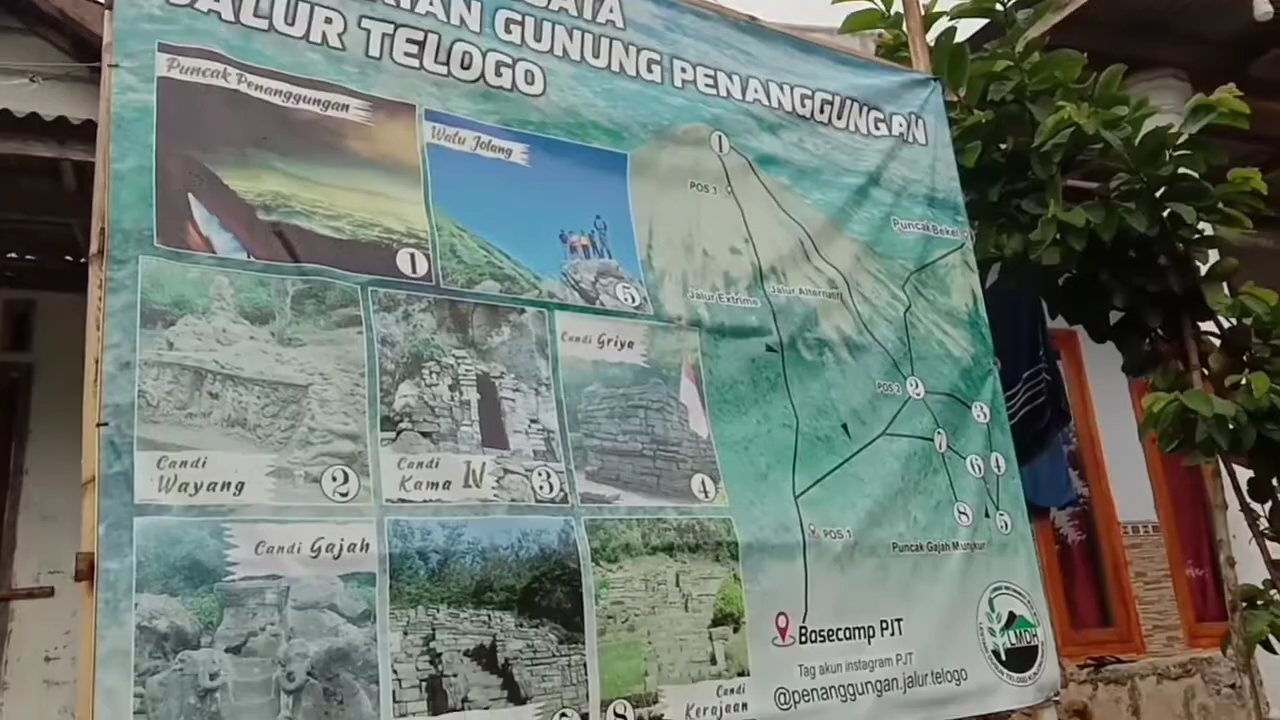 GUNUNG PENANGGUNGAN
JALUR TELOGO
Puncak Penanggungan
1
Watu Jolang
5
Candi
Wayang
2
Candi
Kama IV
3
Candi Griya
4
Candi Gajah
8
Candi
Kerajaan
1
POS 3
Puncak Bekel
Jalur Extrime
Jalur Alternatif
POS 2
2
3
7
6
4
8
5
POS 1
Puncak Gajah Mungkur
Basecamp PJT
Tag akun instagram PJT
@penanggungan.jalur.telogo
LMDH